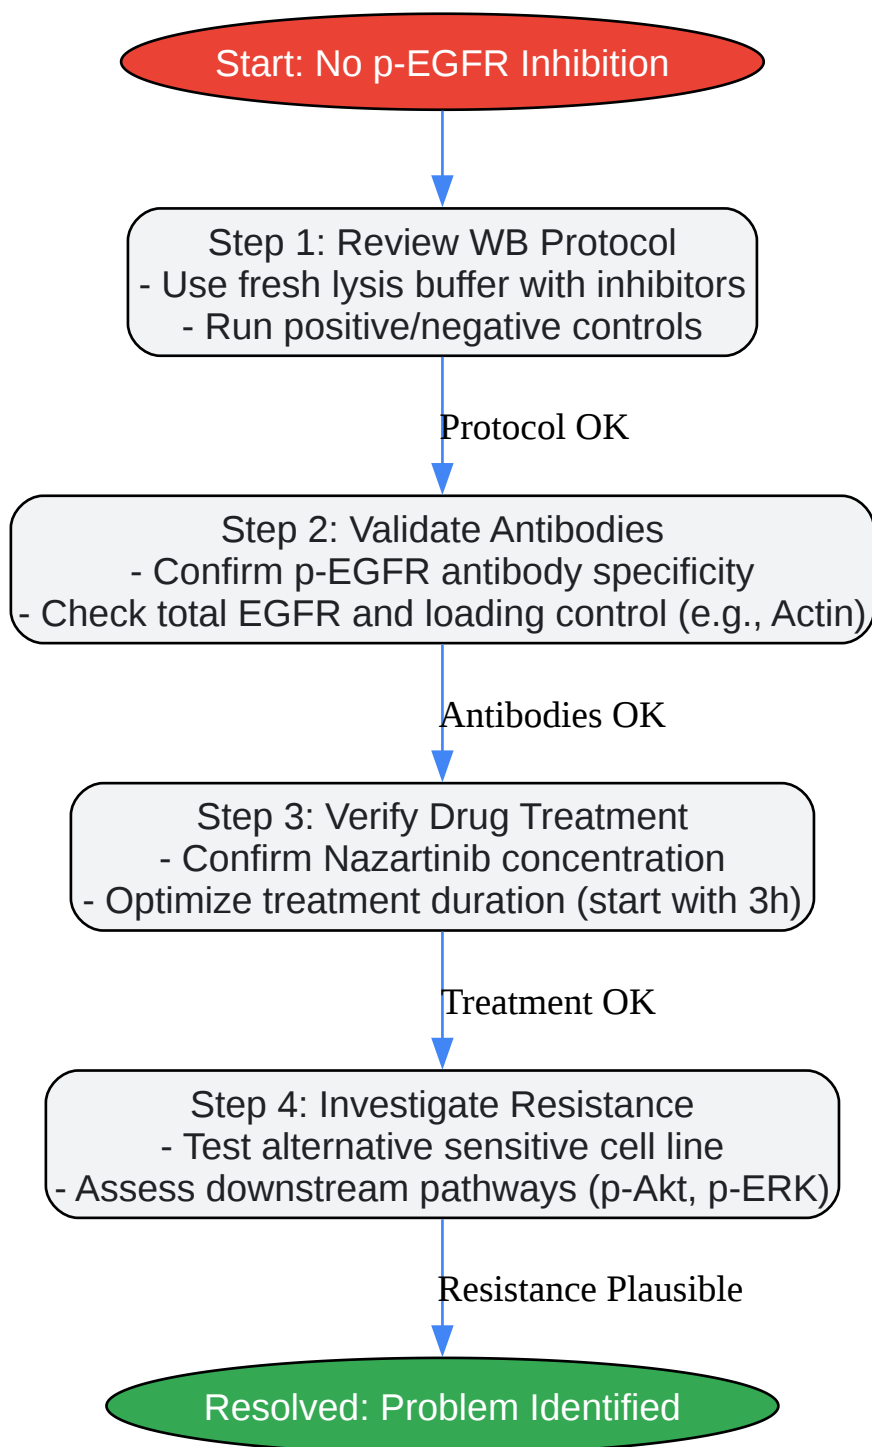 Start: No p-EGFR Inhibition
Step 1: Review WB Protocol
- Use fresh lysis buffer with inhibitors
- Run positive/negative controls
Protocol OK
Step 2: Validate Antibodies
- Confirm p-EGFR antibody specificity
- Check total EGFR and loading control (e.g., Actin)
Antibodies OK
Step 3: Verify Drug Treatment
- Confirm Nazartinib concentration
- Optimize treatment duration (start with 3h)
Treatment OK
Step 4: Investigate Resistance
- Test alternative sensitive cell line
- Assess downstream pathways (p-Akt, p-ERK)
Resistance Plausible
Resolved: Problem Identified